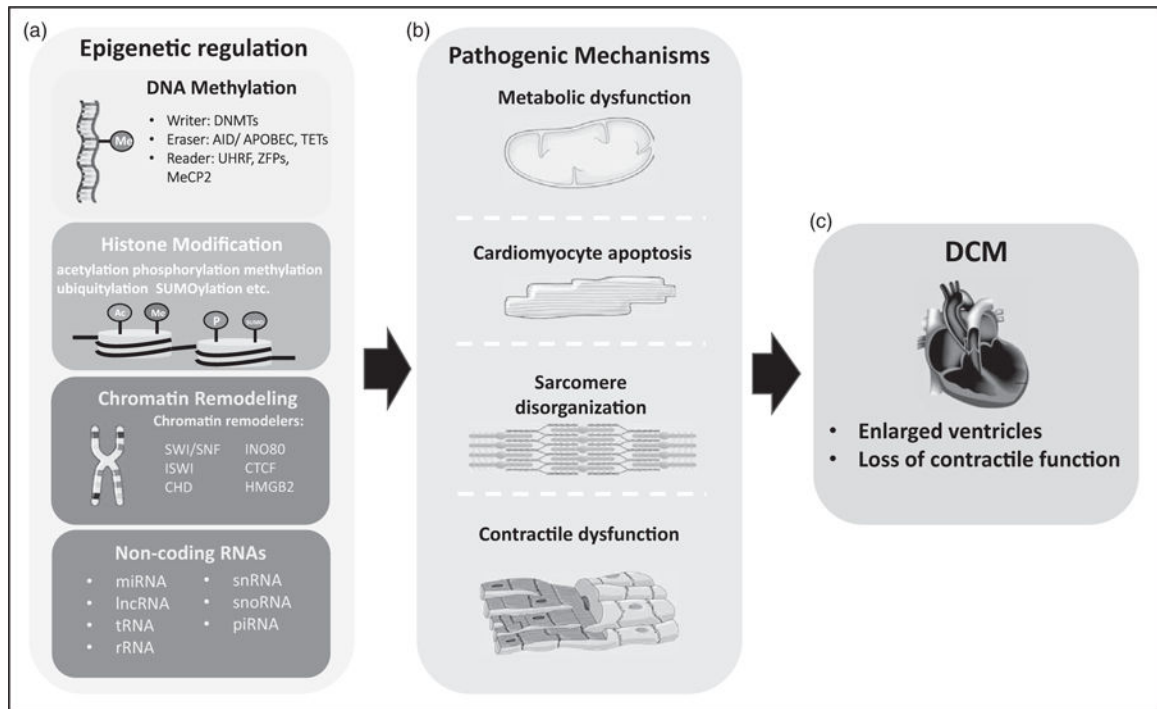 (a)
Epigenetic regulation
DNA Methylation
• Writer: DNMTs
• Eraser: AID/ APOBEC, TETs
• Reader: UHRF, ZFPs,
MeCP2
Me
Histone Modification
acetylation phosphorylation methylation
ubiquitylation SUMOylation etc.
Ac Me P
Chromatin Remodeling
Chromatin remodelers:
SWI/SNF INO80
ISWI CTCF
CHD HMGB2
Non-coding RNAs
• miRNA • snRNA
• lncRNA • snoRNA
• tRNA • piRNA
• rRNA
(b)
Pathogenic Mechanisms
Metabolic dysfunction
Cardiomyocyte apoptosis
Sarcomere
disorganization
Contractile dysfunction
(c)
DCM
• Enlarged ventricles
• Loss of contractile function